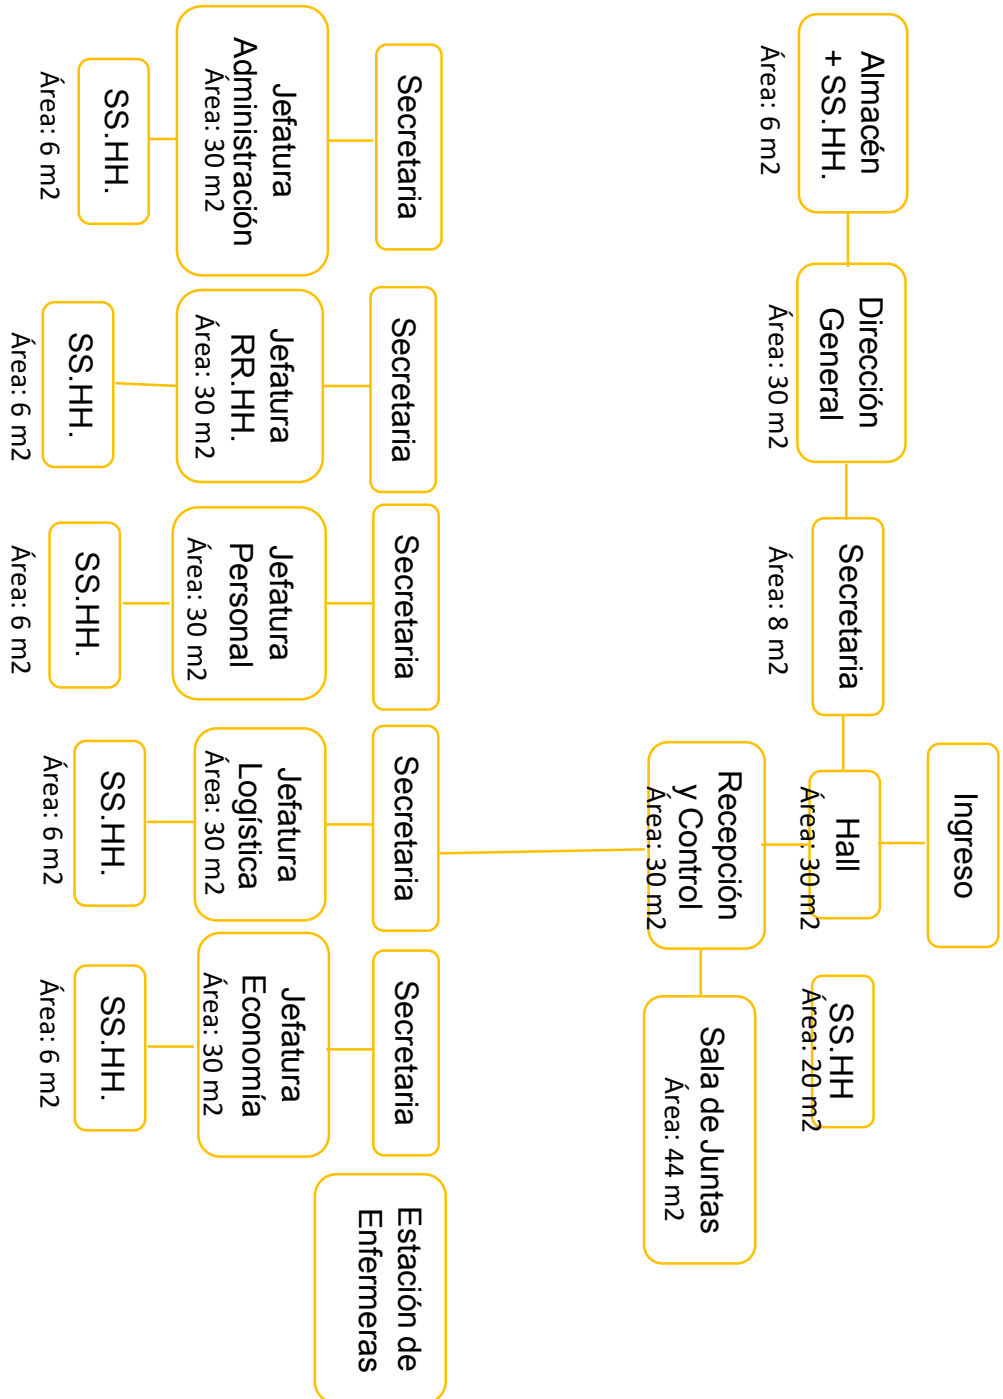 Ingreso
Almacén
+ SS.HH.
Área: 6 m2
Dirección
General
Área: 30 m2
Secretaria
Área: 8 m2
Hall
Área: 30 m2
SS.HH
Área: 20 m2
Recepción
y Control
Área: 30 m2
Sala de Juntas
Área: 44 m2
Secretaria
Secretaria
Secretaria
Secretaria
Secretaria
Estación de
Enfermeras
Jefatura
Administración
Área: 30 m2
Jefatura
RR.HH.
Área: 30 m2
Jefatura
Personal
Área: 30 m2
Jefatura
Logística
Área: 30 m2
Jefatura
Economía
Área: 30 m2
SS.HH.
Área: 6 m2
SS.HH.
Área: 6 m2
SS.HH.
Área: 6 m2
SS.HH.
Área: 6 m2
SS.HH.
Área: 6 m2